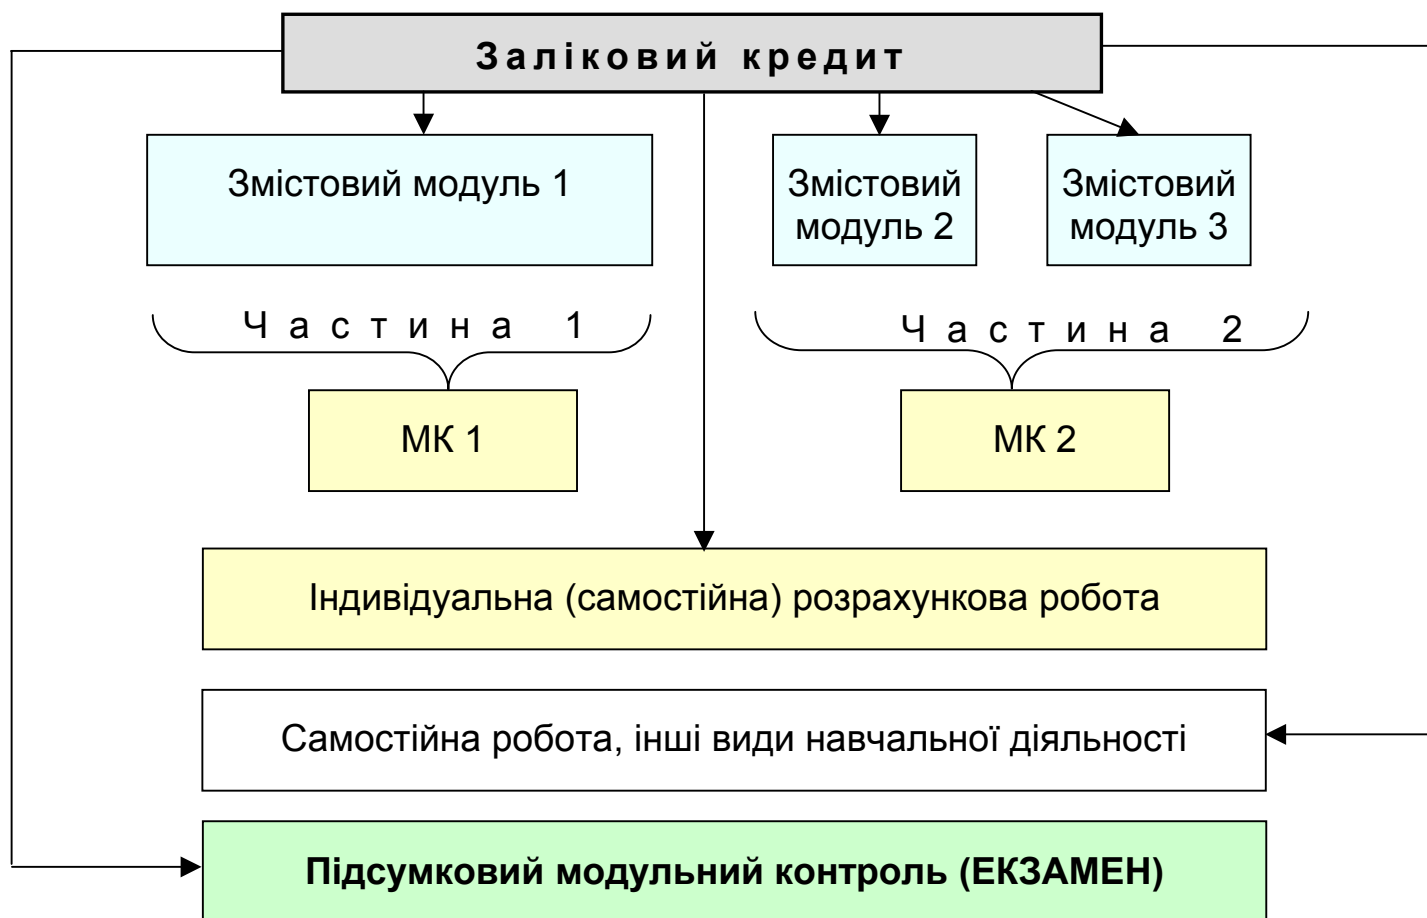 Заліковий кредит
Змістовий модуль 1
Змістовий
модуль 2
Змістовий
модуль 3
Частина 1
Частина 2
МК 1
МК 2
Індивідуальна (самостійна) розрахункова робота
Самостійна робота, інші види навчальної діяльності
Підсумковий модульний контроль (ЕКЗАМЕН)